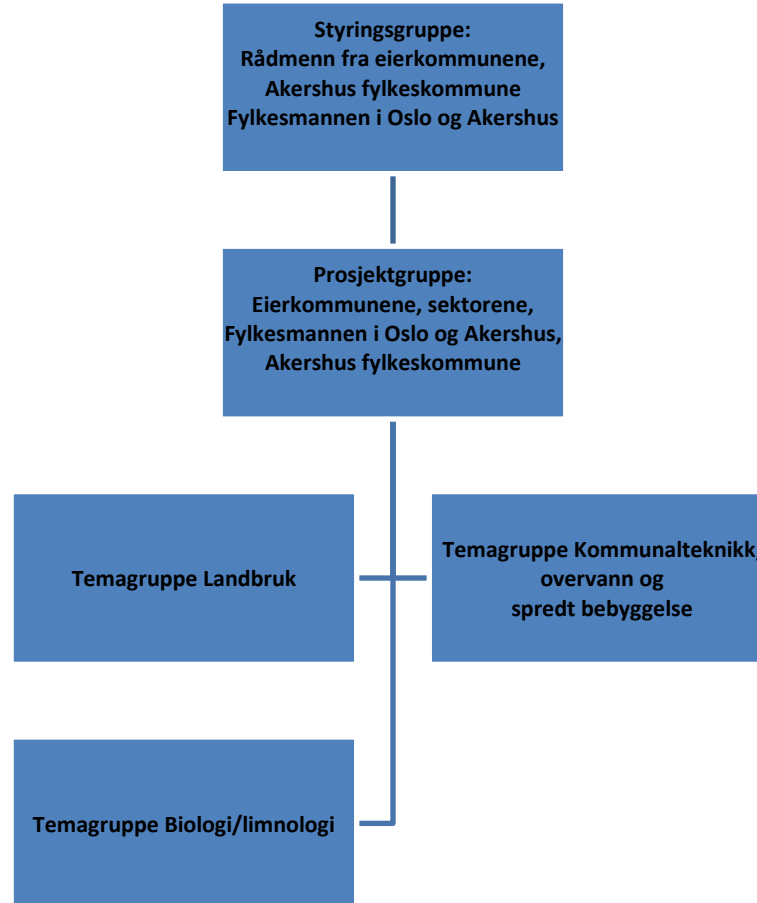 Styringsgruppe:
Rådmenn fra eierkommunene,
Akershus fylkeskommune
Fylkesmannen i Oslo og Akershus
Prosjektgruppe:
Eierkommunene, sektorene,
Fylkesmannen i Oslo og Akershus,
Akershus fylkeskommune
Temagruppe Landbruk
Temagruppe Kommunalteknikk,
overvann og
spredt bebyggelse
Temagruppe Biologi/limnologi